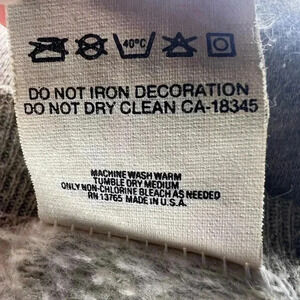 40°C
DO NOT IRON DECORATION
DO NOT DRY CLEAN CA-18345
MACHINE WASH WARM
TUMBLE DRY MEDIUM
ONLY NON-CHLORINE BLEACH AS NEEDED
RN 13765 MADE IN U.S.A.